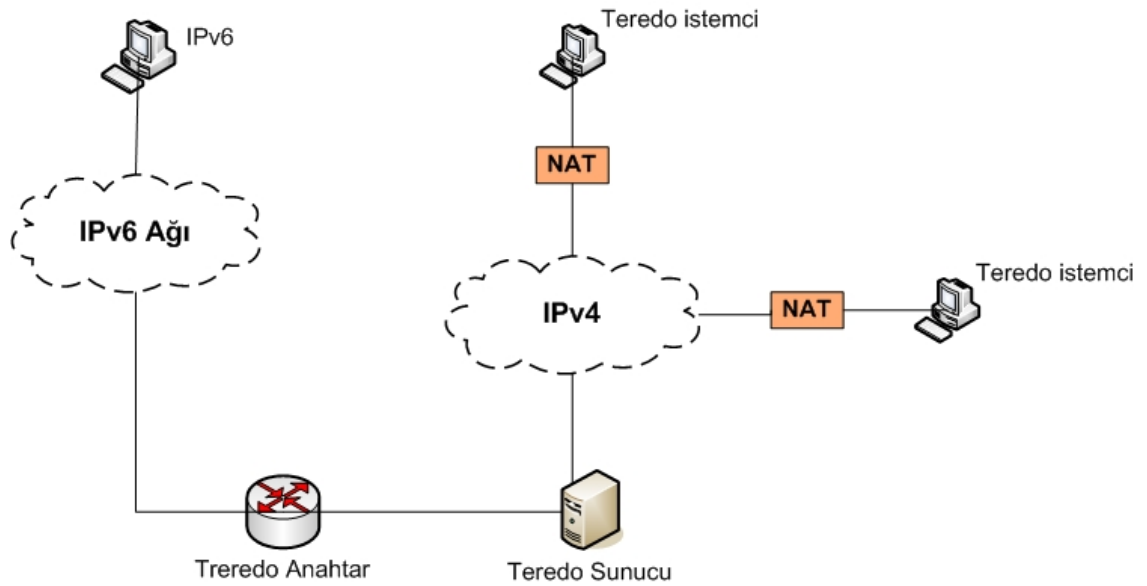 Teredo istemci
IPv6
NAT
IPv6 Ağı
Teredo istemci
IPv4
NAT
Treredo Anahtar
Teredo Sunucu